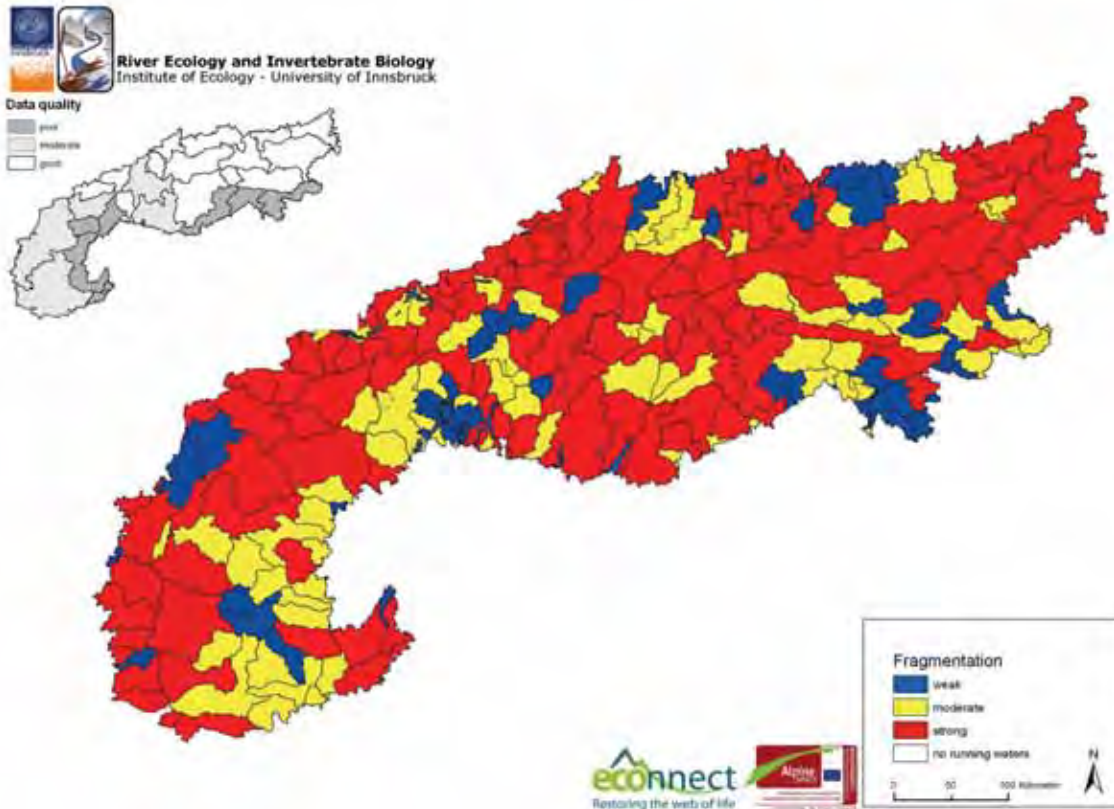 River Ecology and Invertebrate Biology
Institute of Ecology - University of Innsbruck
Data quality
poor
moderate
good
Fragmentation
weak
moderate
strong
no running waters
N
0 50 100 Kilometer
econnect
Restoring the web of life
Alpine